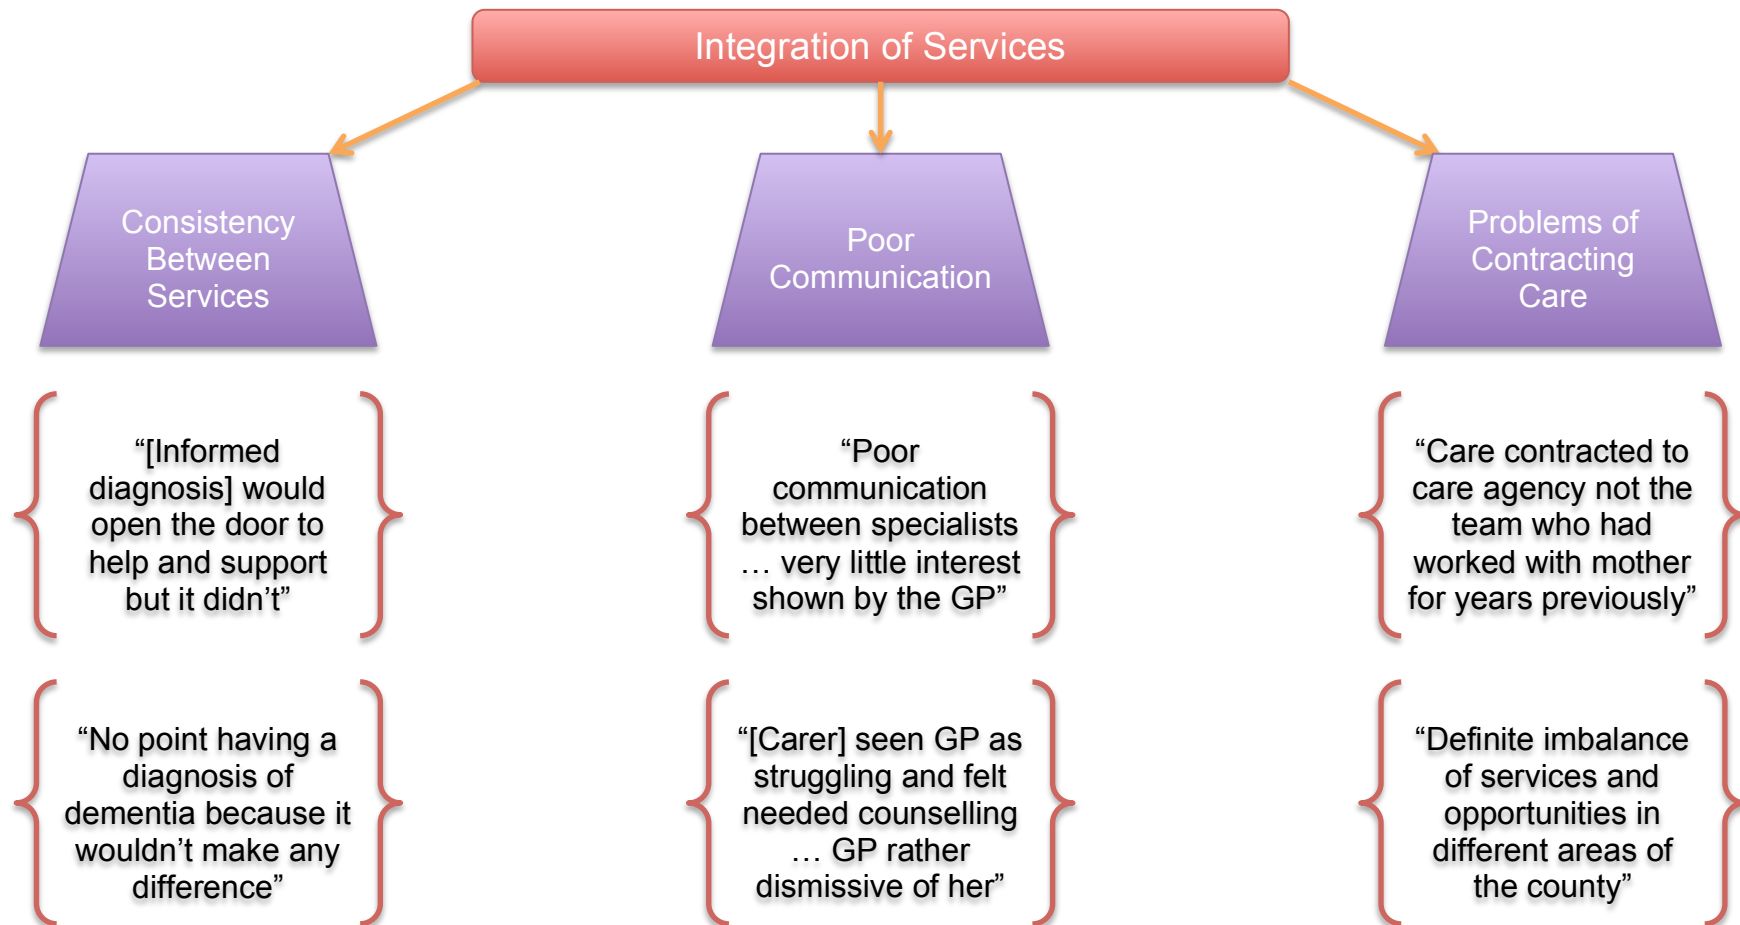 Integration of Services
Consistency
Between
Services
Poor
Communication
Problems of
Contracting
Care
“[Informed
diagnosis] would
open the door to
help and support
but it didn’t”
“Poor
communication
between specialists
… very little interest
shown by the GP”
“Care contracted to
care agency not the
team who had
worked with mother
for years previously”
“No point having a
diagnosis of
dementia because it
wouldn’t make any
difference”
“[Carer] seen GP as
struggling and felt
needed counselling
… GP rather
dismissive of her”
“Definite imbalance
of services and
opportunities in
different areas of
the county”